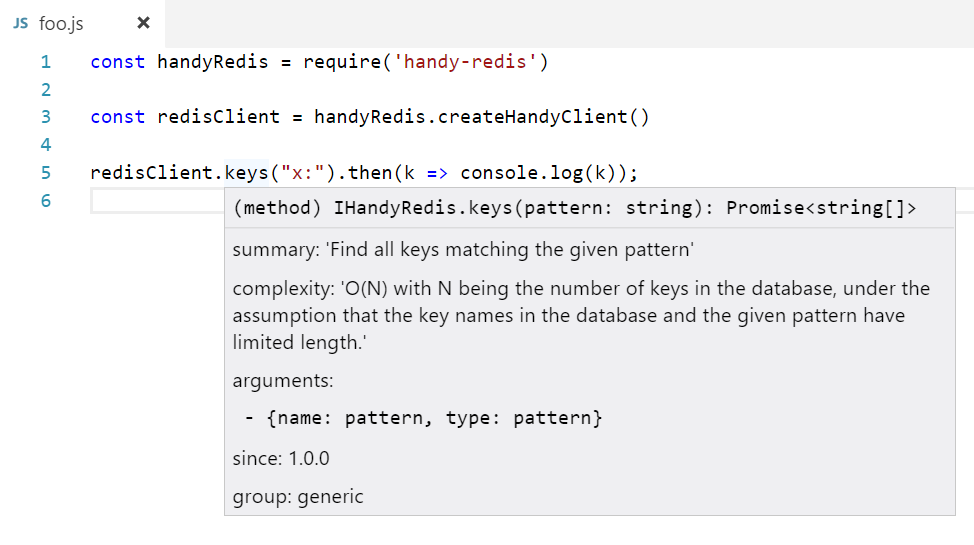 JS foo.js ×
1 const handyRedis = require('handy-redis')
2
3 const redisClient = handyRedis.createHandyClient()
4
5 redisClient.keys("x:").then(k => console.log(k));
6
(method) IHandyRedis.keys(pattern: string): Promise<string[]>
summary: 'Find all keys matching the given pattern'
complexity: 'O(N) with N being the number of keys in the database, under the
assumption that the key names in the database and the given pattern have
limited length.'
arguments:
- {name: pattern, type: pattern}
since: 1.0.0
group: generic